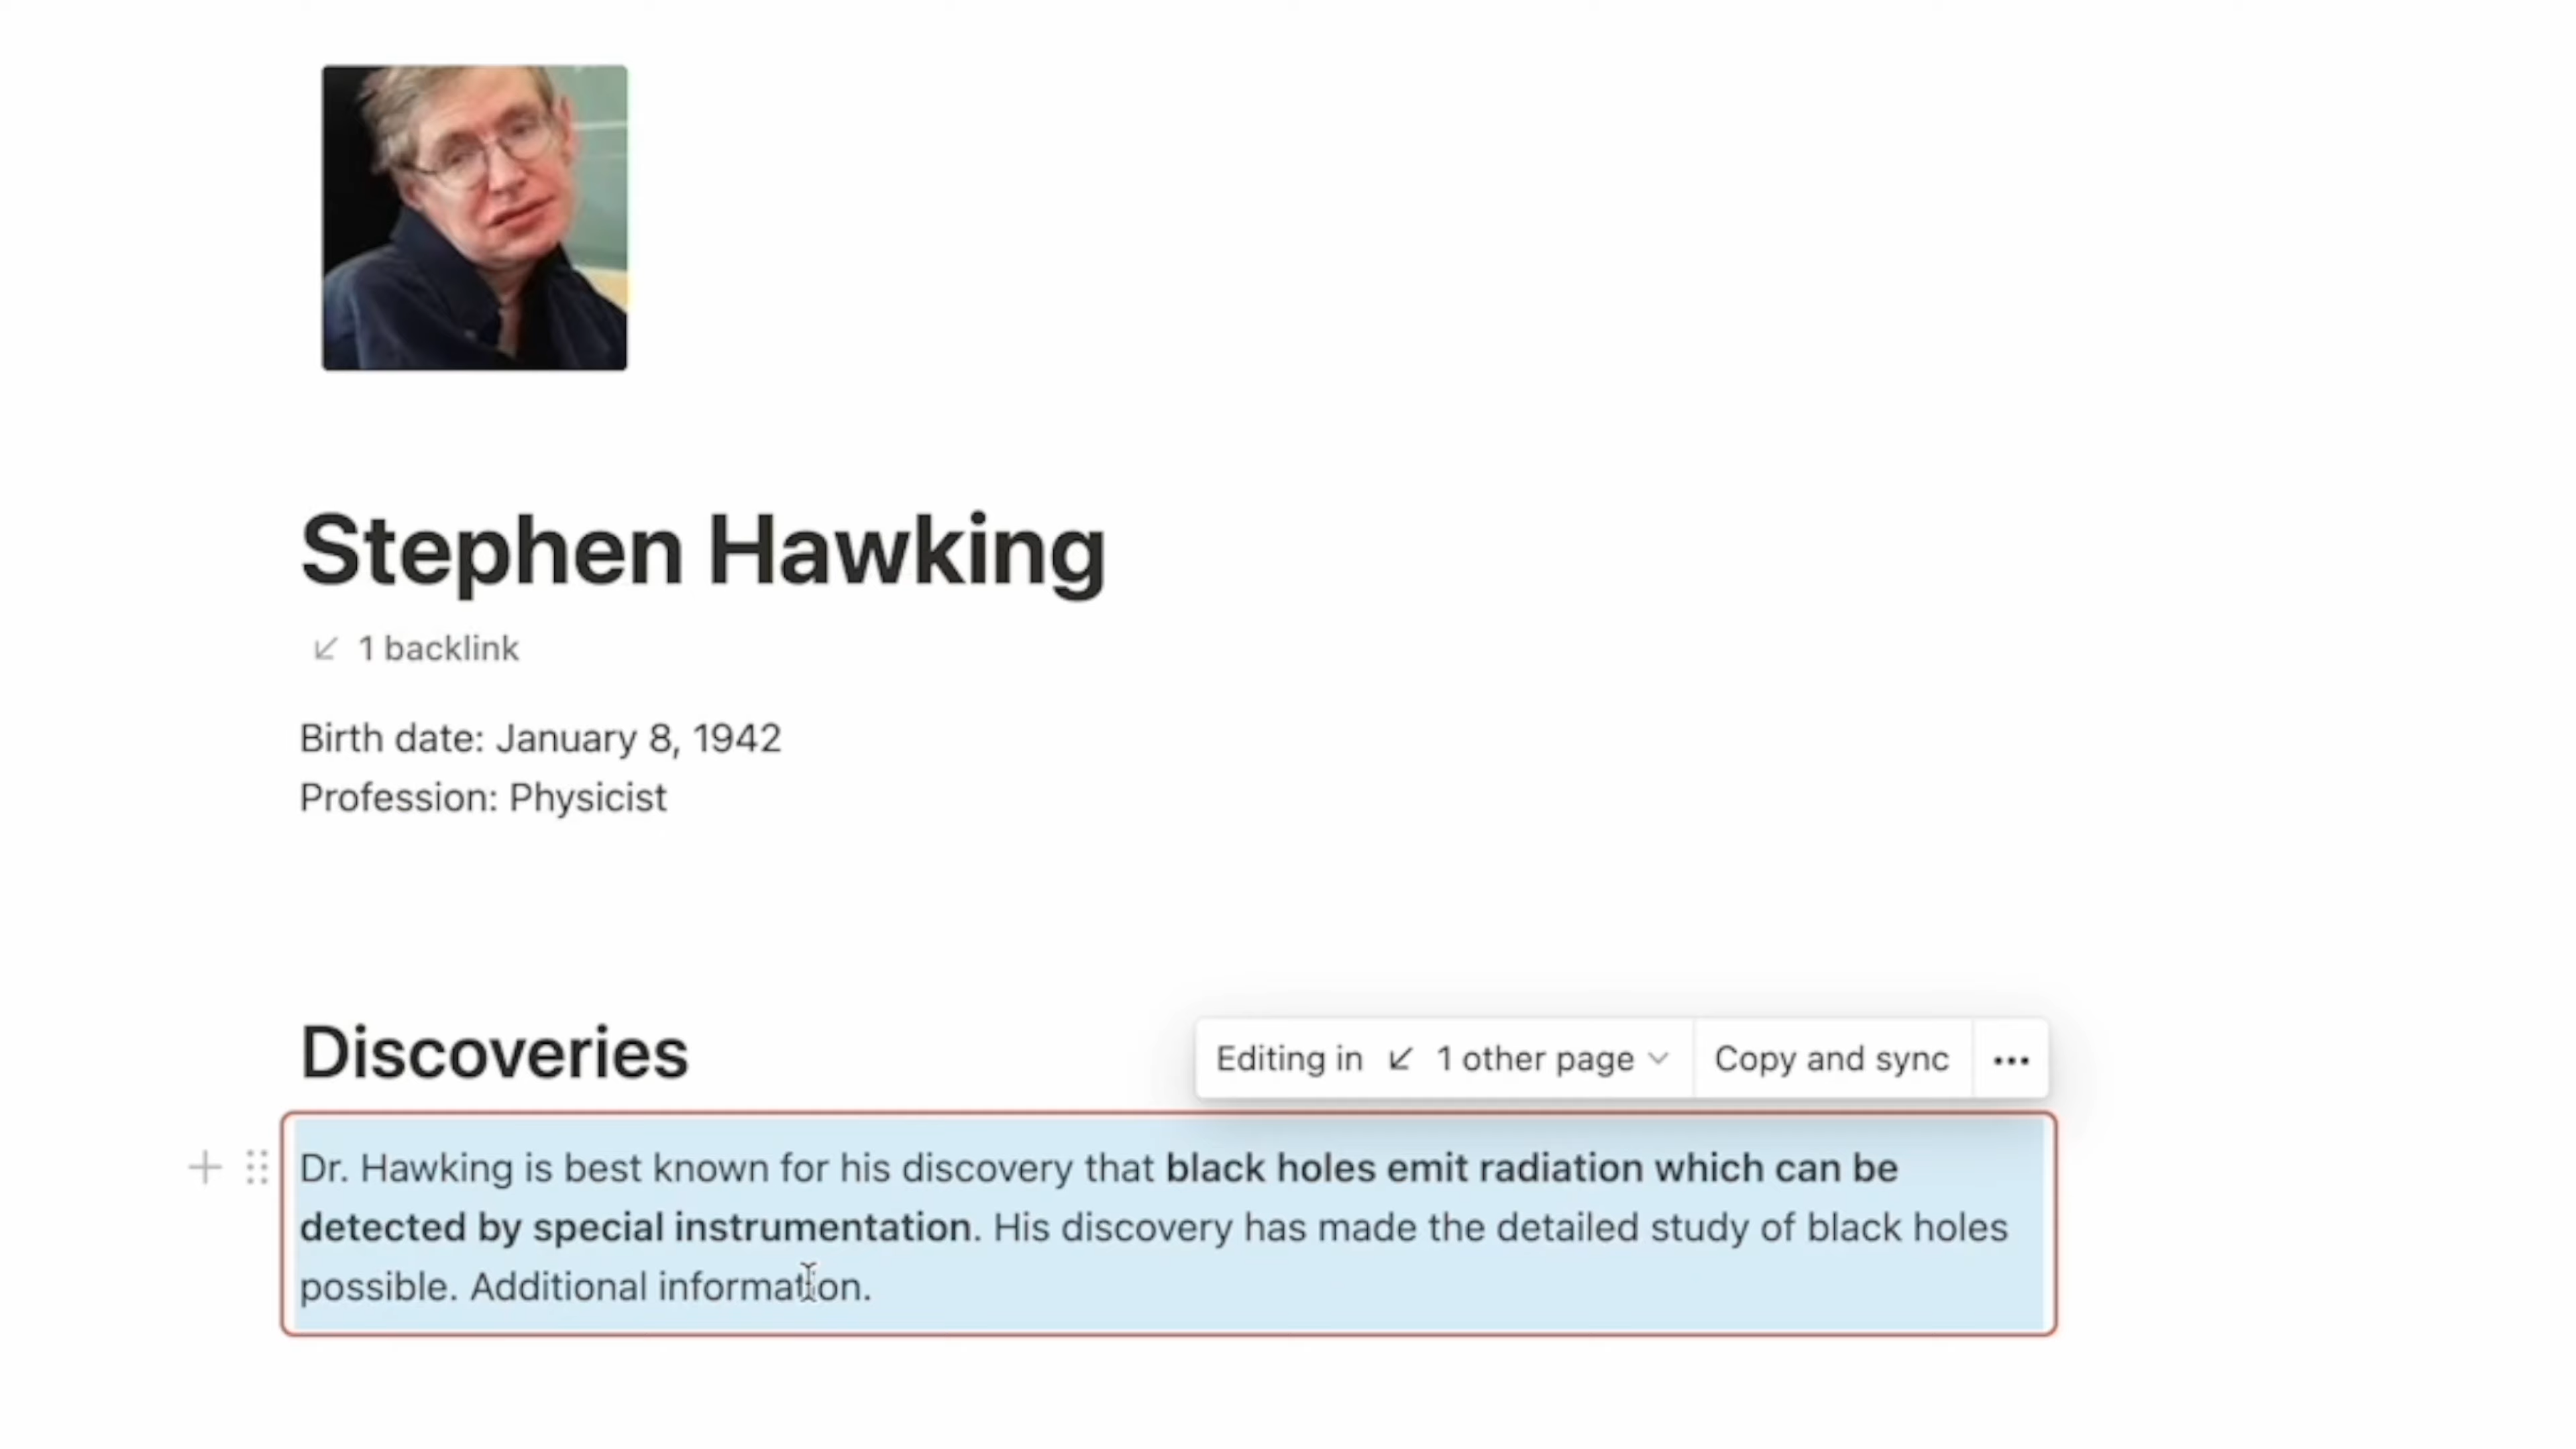 Stephen Hawking
1 backlink
Birth date: January 8, 1942
Profession: Physicist
Discoveries
Editing in 1 other page Copy and sync
Dr. Hawking is best known for his discovery that black holes emit radiation which can be
detected by special instrumentation. His discovery has made the detailed study of black holes
possible. Additional information.